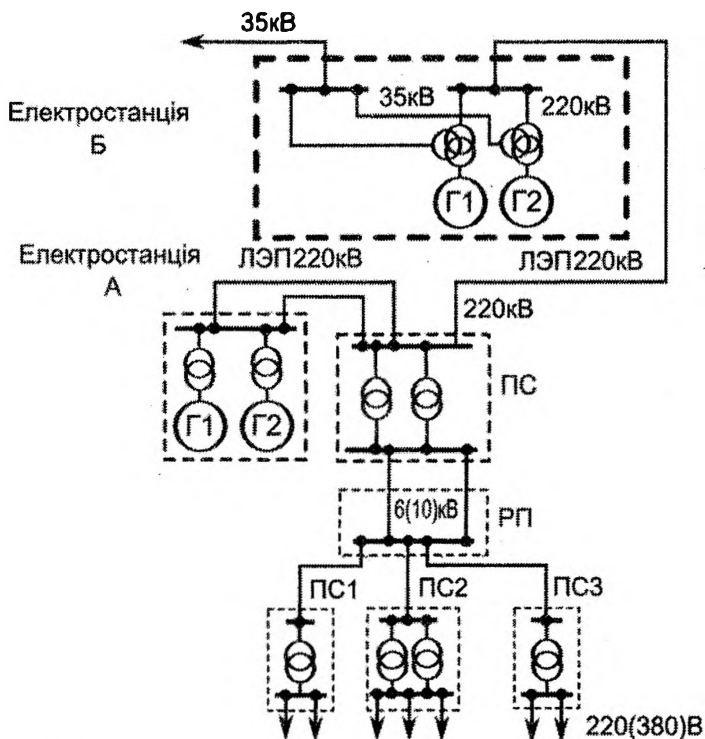 35кВ
Електростанція
Б
35кВ
220кВ
Г1
Г2
Електростанція
А
ЛЭП220кВ
ЛЭП220кВ
220кВ
Г1
Г2
ПС
6(10)кВ
РП
ПС1
ПС2
ПС3
220(380)В